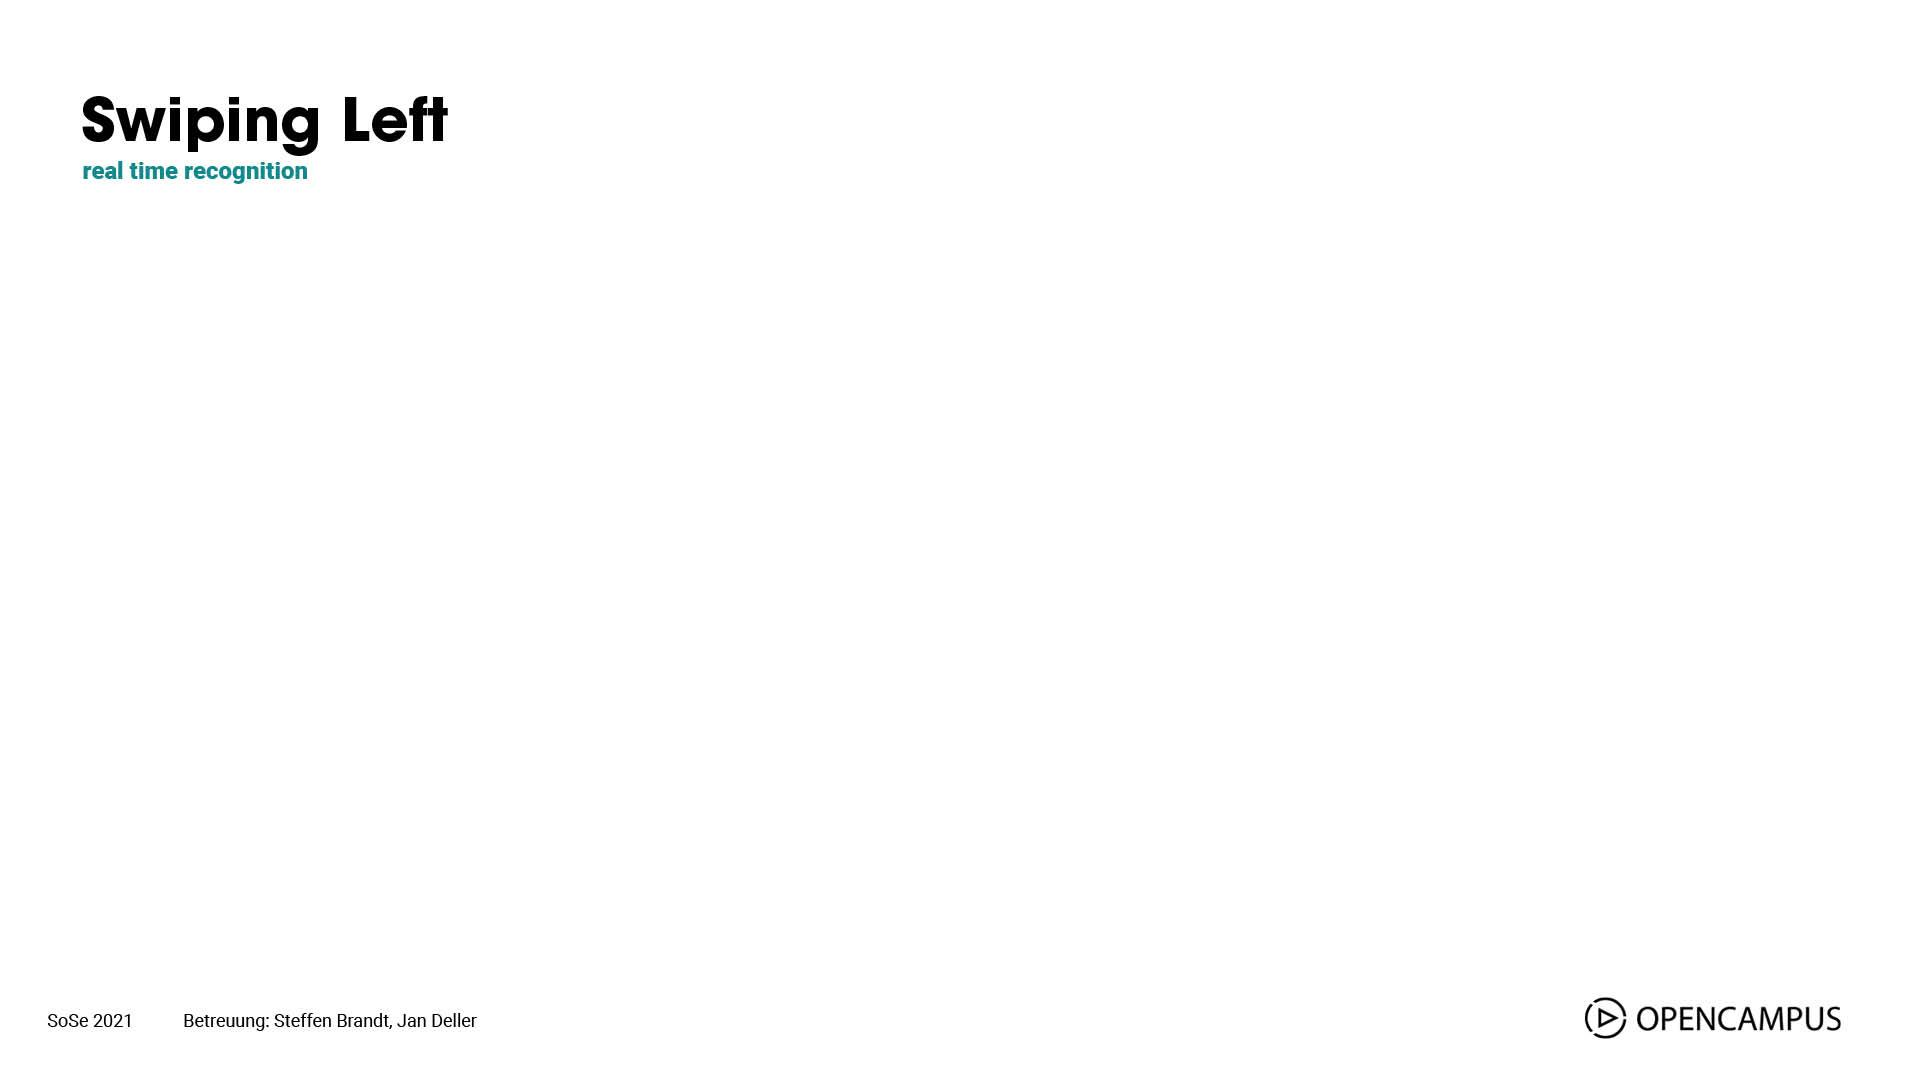 Swiping Left
real time recognition
SoSe 2021
Betreuung: Steffen Brandt, Jan Deller
OPENCAMPUS